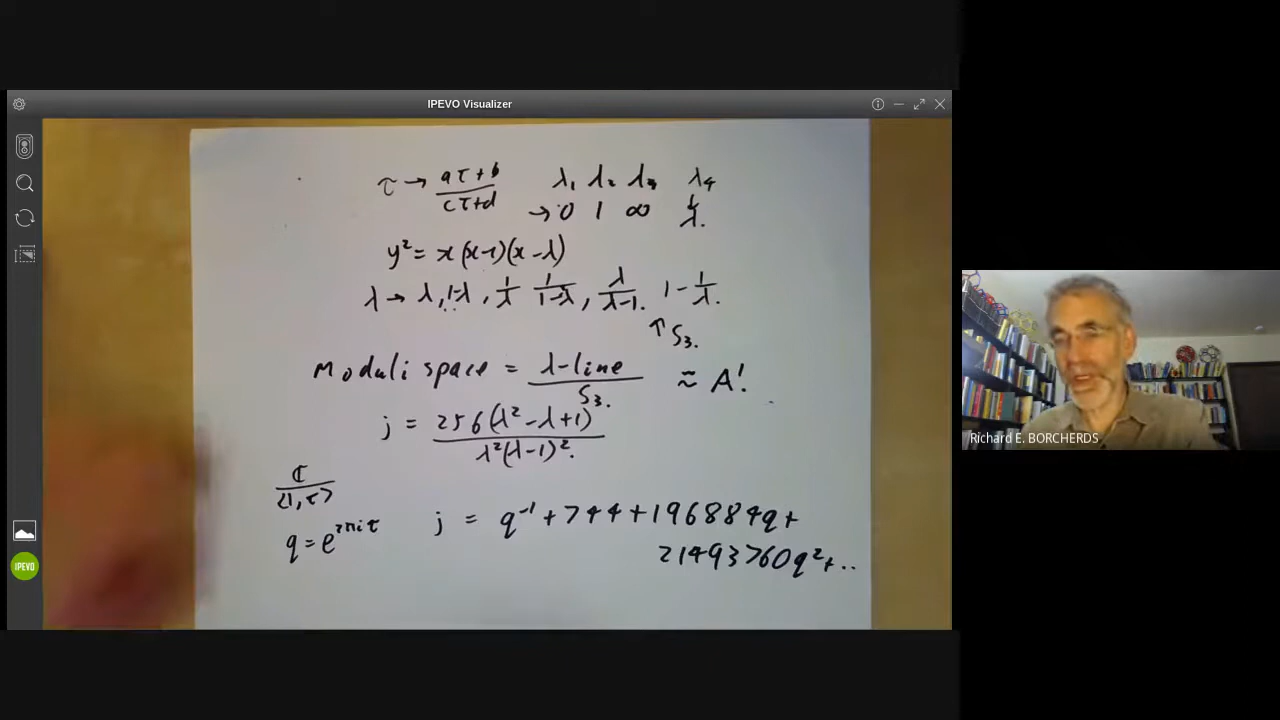 IPEVO Visualizer
τ → aτ+b / cτ+d   λ₁ λ₂ λ₃ λ₄
→ 0 1 ∞ λ.
y² = x(x-1)(x-λ)
λ → λ, 1-λ, 1/λ 1/1-λ, λ/λ-1. 1 - 1/λ.
↑ S₃.
Moduli space = λ-line / S₃. ≈ A¹.
j = 256(λ²-λ+1)³ / λ²(λ-1)².
ℂ / ⟨1,τ⟩
q = e^2πiτ   j = q⁻¹ + 744 + 196884q +
21493760q² + ..
Richard E. BORCHERDS
IPEVO